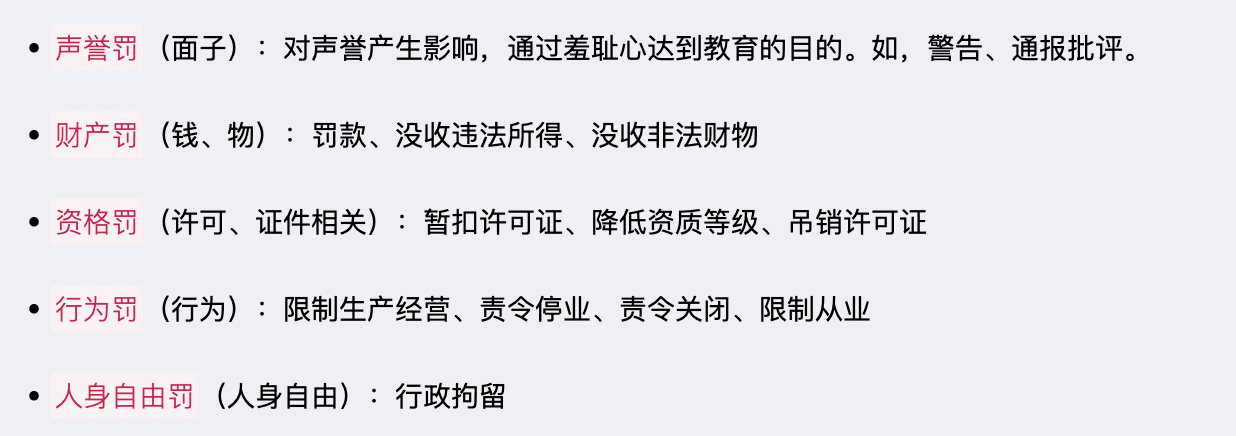 • 声誉罚（面子）：对声誉产生影响，通过羞耻心达到教育的目的。如，警告、通报批评。
• 财产罚（钱、物）：罚款、没收违法所得、没收非法财物
• 资格罚（许可、证件相关）：暂扣许可证、降低资质等级、吊销许可证
• 行为罚（行为）：限制生产经营、责令停业、责令关闭、限制从业
• 人身自由罚（人身自由）：行政拘留